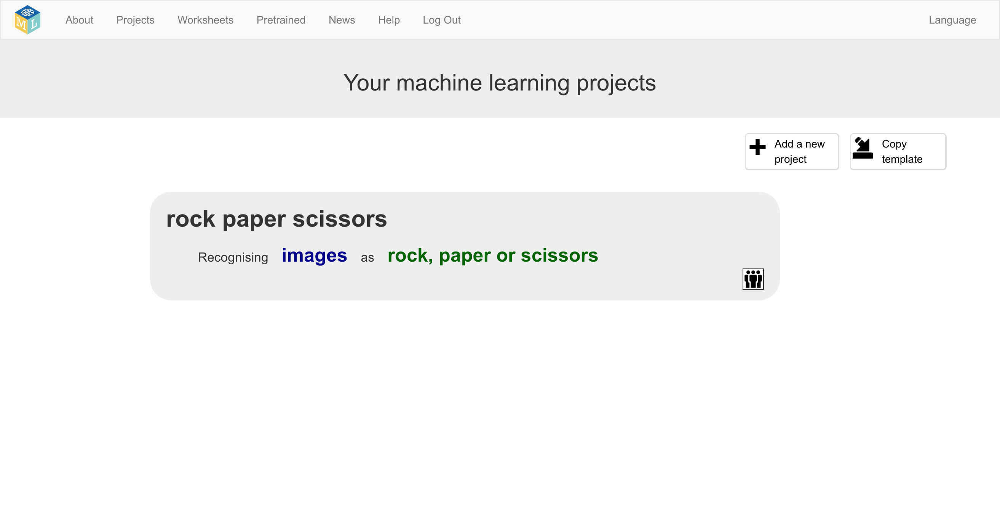 ML
About Projects Worksheets Pretrained News Help Log Out Language
Your machine learning projects
Add a new
project
Copy
template
rock paper scissors
Recognising images as rock, paper or scissors